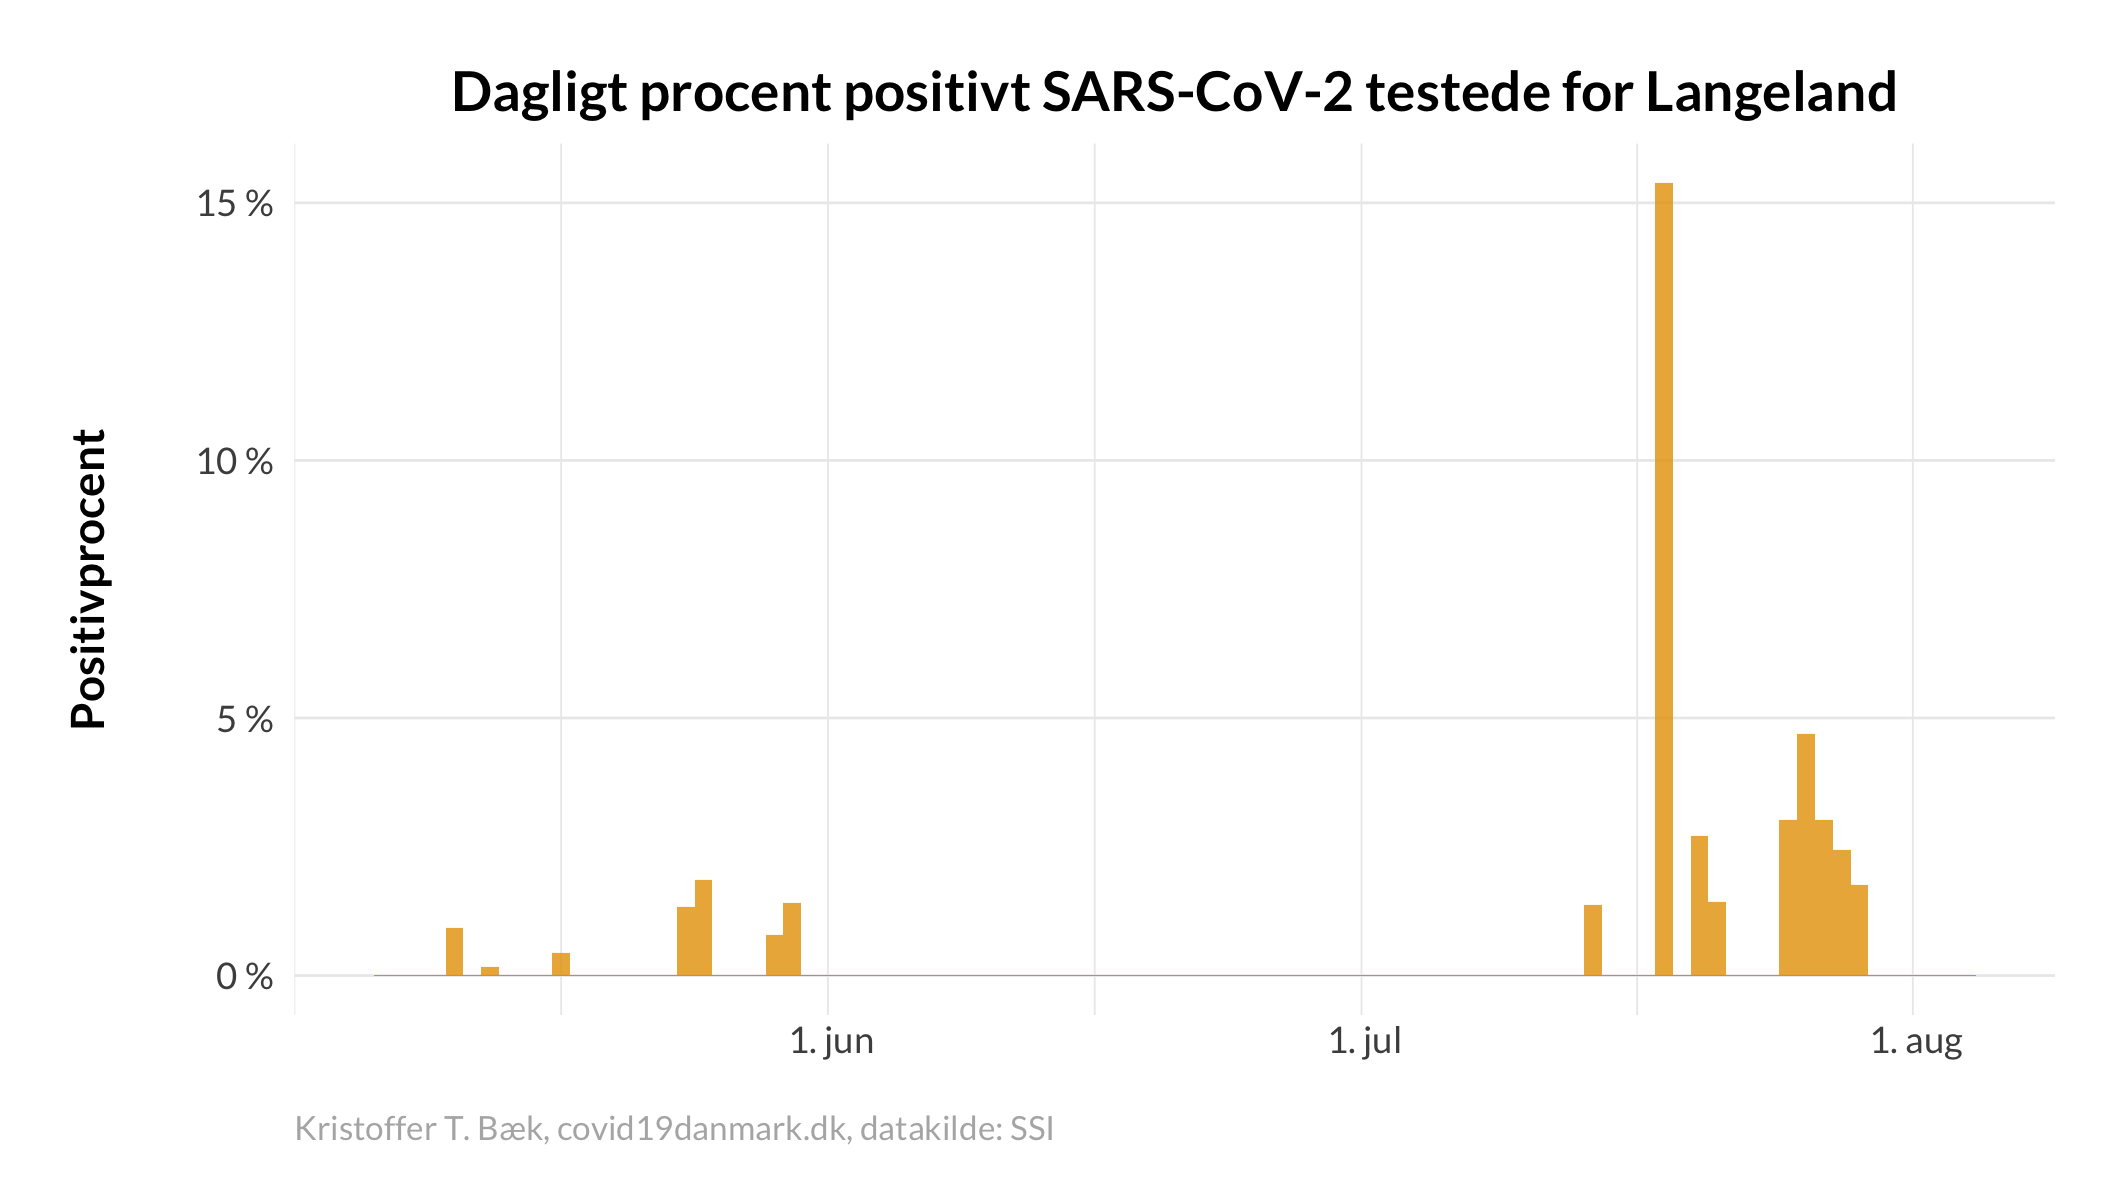 Dagligt procent positivt SARS-CoV-2 testede for Langeland
Positivprocent
15 %
10 %
5 %
0 %
1. jun
1. jul
1. aug
Kristoffer T. Bæk, covid19danmark.dk, datakilde: SSI